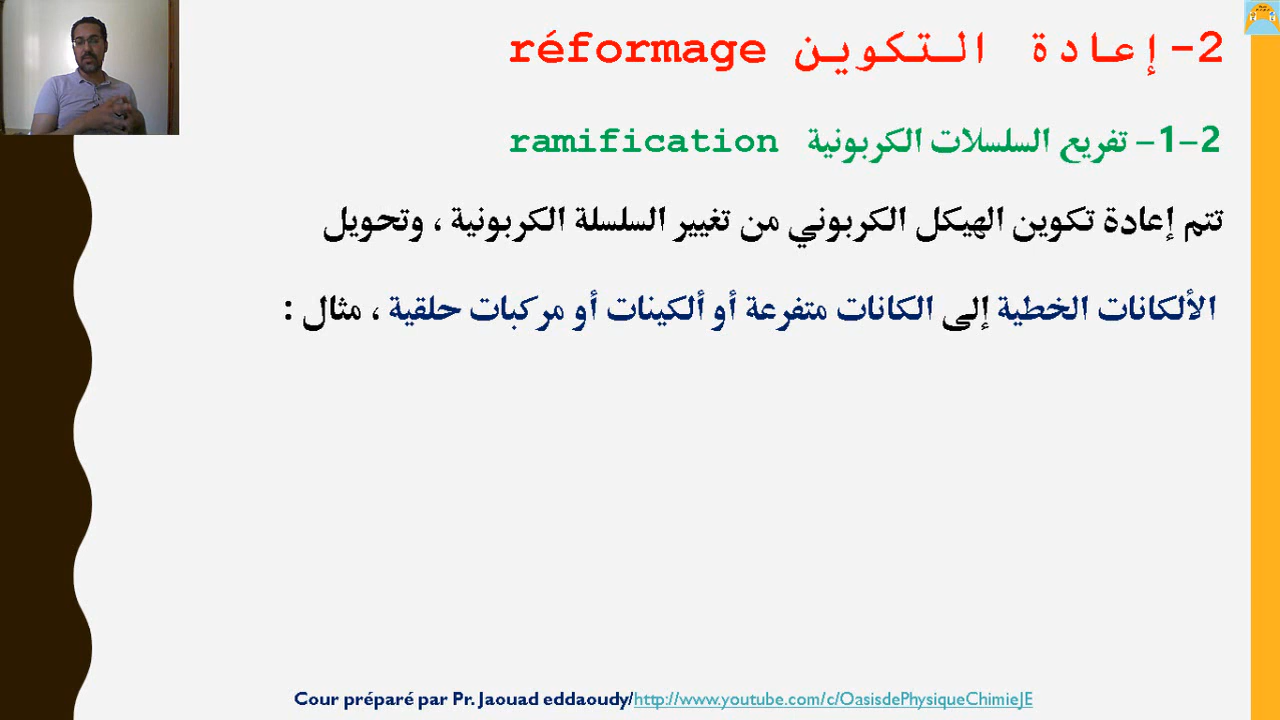 2-إعادة التكوين réformage
2-1- تفريع السلسلات الكربونية ramification
تتم إعادة تكوين الهيكل الكربوني من تغيير السلسلة الكربونية ، وتحويل
الألكانات الخطية إلى الكانات متفرعة أو ألكينات أو مركبات حلقية ، مثال :
Cour préparé par Pr. Jaouad eddaoudy/http://www.youtube.com/c/OasisdePhysiqueChimieJE